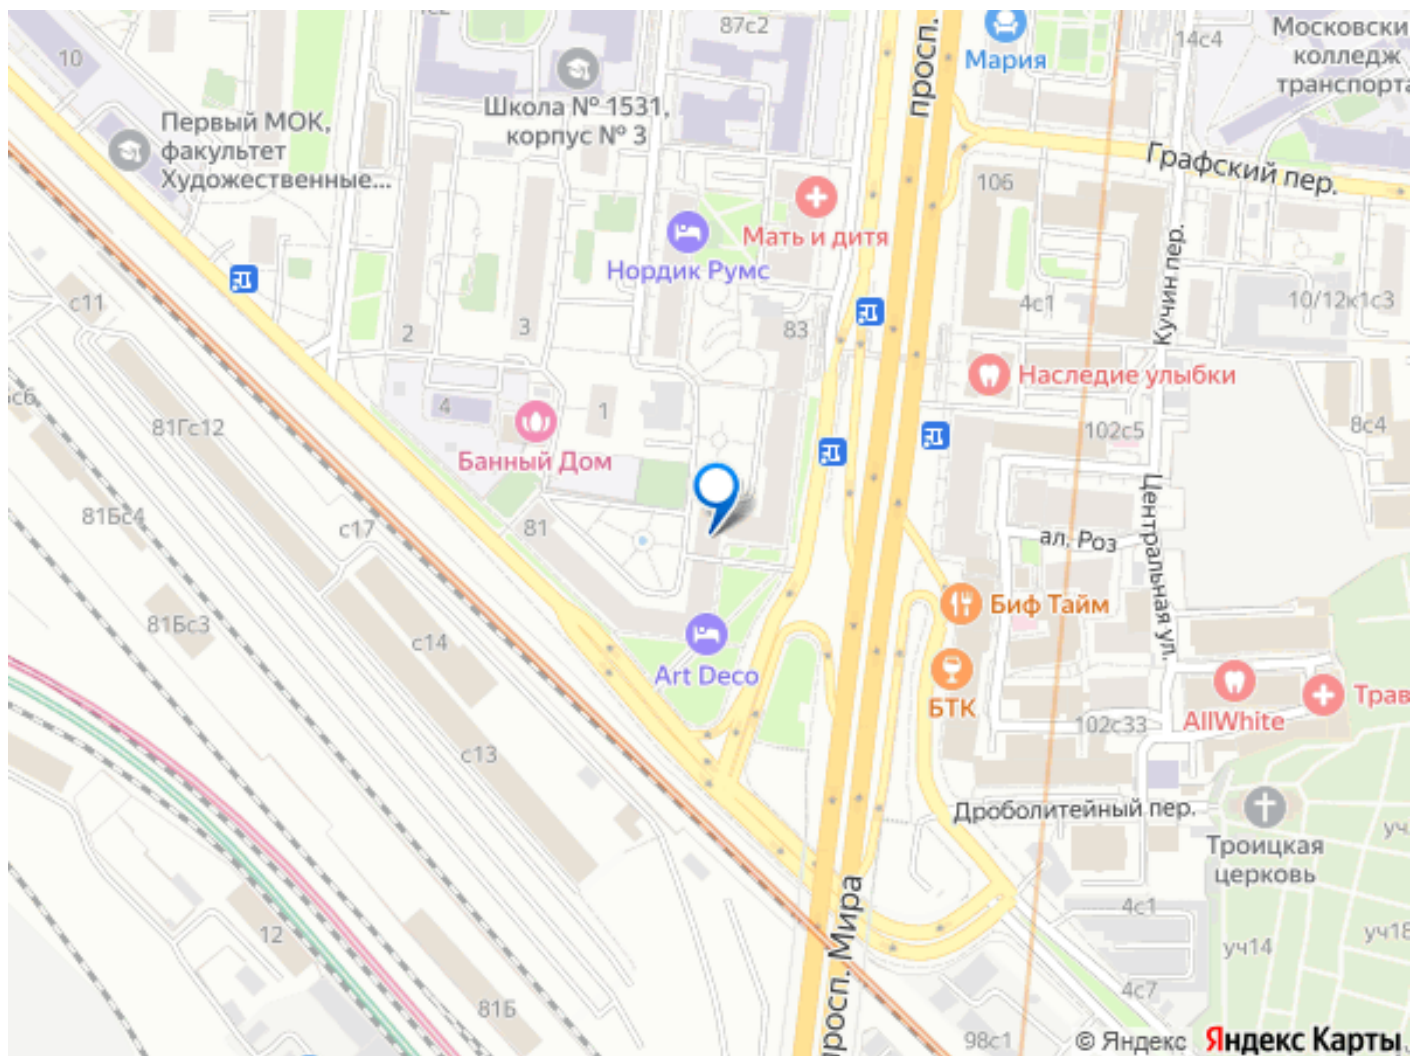 87с2
просп.
Мария
14с4
Московски
колледж
транспорта
10
Школа № 1531,
корпус № 3
Первый МОК,
факультет
Художественные...
Графский пер.
106
Мать и дитя
Нордик Румс
Кучин пер.
с11
2
3
83
4с1
10/12к1с3
Наследие улыбки
4
1
81Гс12
Банный Дом
102с5
8с4
81Бс4
с17
81
ал. Роз
Центральная ул.
81Бс3
с14
Биф Тайм
Art Deco
БТК
AllWhite
Трав
102с33
с13
Дроболитейный пер.
Троицкая
церковь
уч
просп. Мира
12
4с1
уч14
уч18
81Б
4с7
98с1
© Яндекс Яндекс Карты